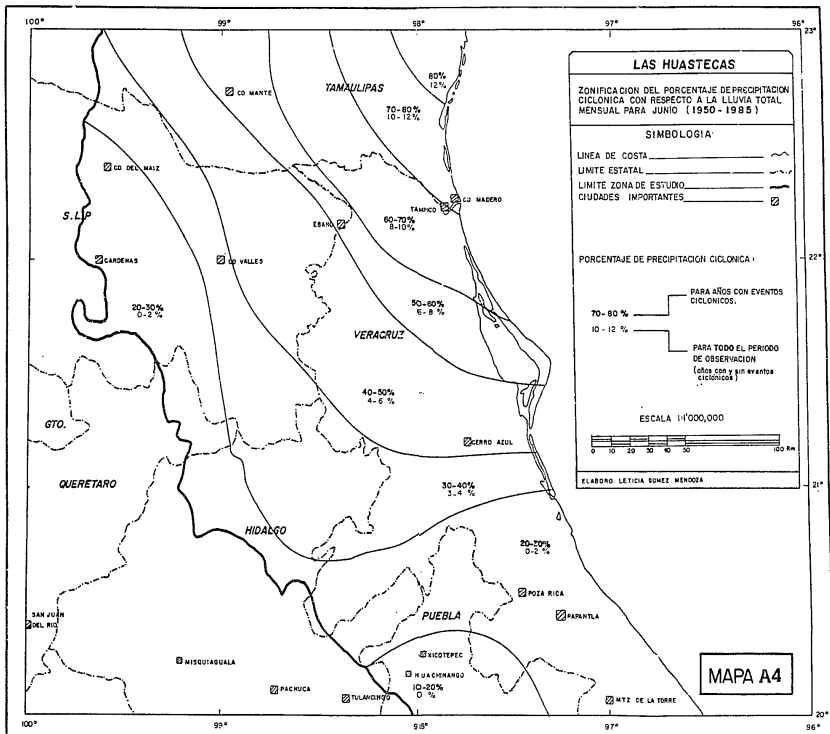 100°
99°
98°
97°
96°
23°
LAS HUASTECAS
ZONIFICACION DEL PORCENTAJE DE PRECIPITACION
CICLONICA CON RESPECTO A LA LLUVIA TOTAL
MENSUAL PARA JUNIO (1950-1985)
SIMBOLOGIA:
LINEA DE COSTA
LIMITE ESTATAL
LIMITE ZONA DE ESTUDIO
CIUDADES IMPORTANTES
PORCENTAJE DE PRECIPITACION CICLONICA:
PARA AÑOS CON EVENTOS
CICLONICOS.
70-80 %
10-12 %
PARA TODO EL PERIODO
DE OBSERVACION
(años con y sin eventos
ciclónicos)
ESCALA 1:1'000,000
0 10 20 30 40 50 100 Km
ELABORO: LETICIA GOMEZ MENDOZA
80%
12%
TAMAULIPAS
CD MANTE
70-80%
10-12%
CD. DEL MAIZ
S.L.P
CD MADERO
TAMPICO
60-70%
8-10%
EBANO
CARDENAS
CD VALLES
22°
20-30%
0-2%
50-60%
6-8%
VERACRUZ
40-50%
4-6%
GTO.
CERRO AZUL
21°
QUERETARO
30-40%
3-4%
HIDALGO
20-30%
0-2%
POZA RICA
PUEBLA
PAPANTLA
SAN JUAN
DEL RIO
XICOTEPEC
MISQUIAGUALA
HUACHINANGO
10-20%
0%
PACHUCA
TULANCINGO
MTZ DE LA TORRE
MAPA A4
100°
99°
98°
97°
96°
20°